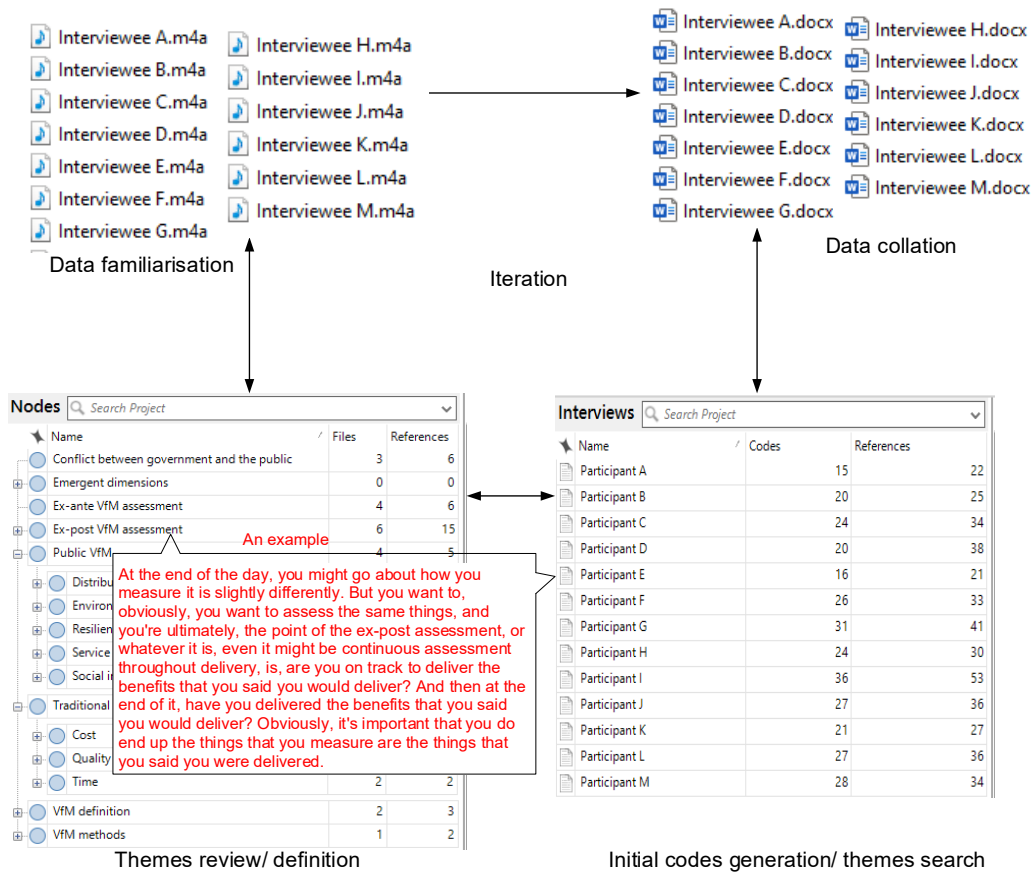 Interviewee A.m4a
Interviewee B.m4a
Interviewee C.m4a
Interviewee D.m4a
Interviewee E.m4a
Interviewee F.m4a
Interviewee G.m4a
Interviewee H.m4a
Interviewee I.m4a
Interviewee J.m4a
Interviewee K.m4a
Interviewee L.m4a
Interviewee M.m4a
Interviewee A.docx
Interviewee B.docx
Interviewee C.docx
Interviewee D.docx
Interviewee E.docx
Interviewee F.docx
Interviewee G.docx
Interviewee H.docx
Interviewee I.docx
Interviewee J.docx
Interviewee K.docx
Interviewee L.docx
Interviewee M.docx
Data familiarisation
Iteration
Data collation
Nodes Search Project
Name Files References
Conflict between government and the public 3 6
Emergent dimensions 0 0
Ex-ante VfM assessment 4 6
Ex-post VfM assessment 6 15
An example
Public VfM 4 5
Distribu
Environ
Resilien
Service
Social i
Traditional
Cost
Quality
Time 2 2
VfM definition 2 3
VfM methods 1 2
At the end of the day, you might go about how you
measure it is slightly differently. But you want to,
obviously, you want to assess the same things, and
you're ultimately, the point of the ex-post assessment, or
whatever it is, even it might be continuous assessment
throughout delivery, is, are you on track to deliver the
benefits that you said you would deliver? And then at the
end of it, have you delivered the benefits that you said
you would deliver? Obviously, it's important that you do
end up the things that you measure are the things that
you said you were delivered.
Themes review/ definition
Interviews Search Project
Name Codes References
Participant A 15 22
Participant B 20 25
Participant C 24 34
Participant D 20 38
Participant E 16 21
Participant F 26 33
Participant G 31 41
Participant H 24 30
Participant I 36 53
Participant J 27 36
Participant K 21 27
Participant L 27 36
Participant M 28 34
Initial codes generation/ themes search